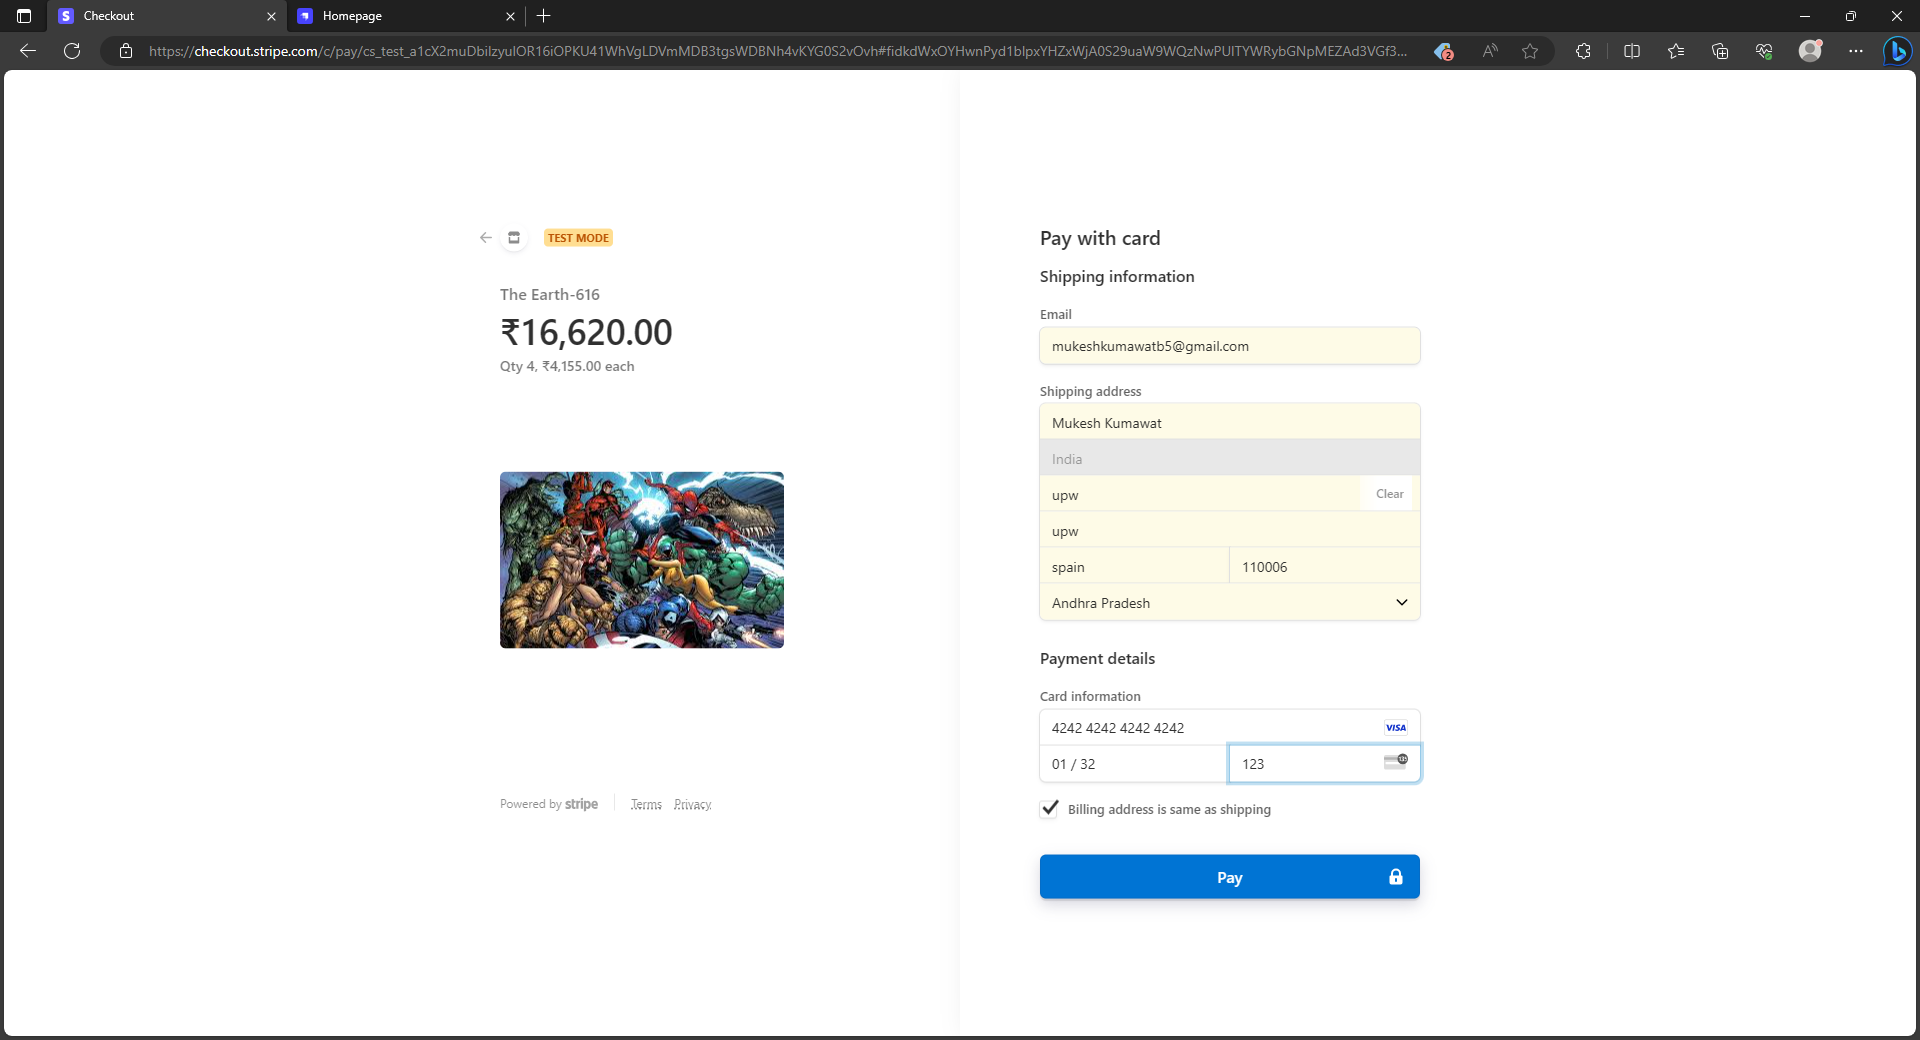 Checkout
Homepage
https://checkout.stripe.com/c/pay/cs_test_a1cX2muDbilzyulOR16iOPKU41WhVgLDVmMDB3tgsWDBNh4vKYG0S2vOvh#fidkdWxOYHwnPyd1blpxYHZxWjA0S29uaW9WQzNwPUlTYWRybGNpMEZAd3VGf3...
2
TEST MODE
The Earth-616
₹16,620.00
Qty 4, ₹4,155.00 each
Powered by stripe
Terms Privacy
Pay with card
Shipping information
Email
mukeshkumawatb5@gmail.com
Shipping address
Mukesh Kumawat
India
upw Clear
upw
spain 110006
Andhra Pradesh
Payment details
Card information
4242 4242 4242 4242 VISA
01 / 32 123
Billing address is same as shipping
Pay